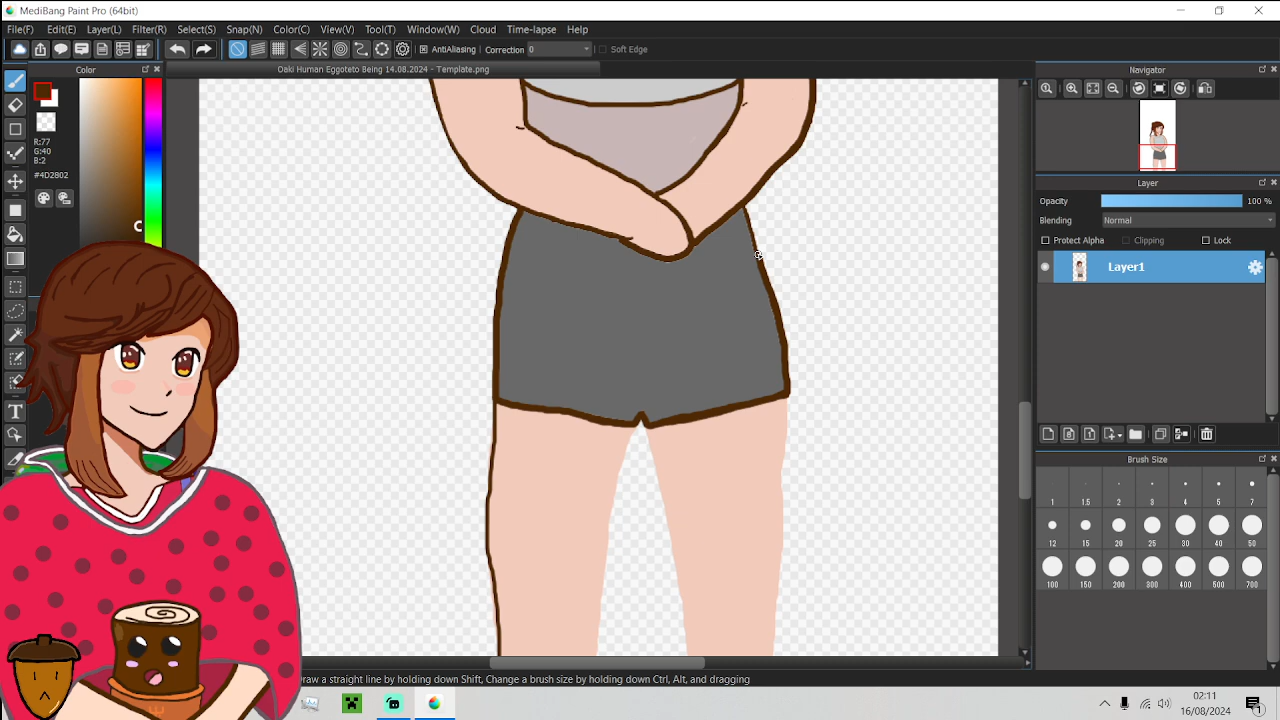 MediBang Paint Pro (64bit)
File(F) Edit(E) Layer(L) Filter(R) Select(S) Snap(N) Color(C) View(V) Tool(T) Window(W) Cloud Time-lapse Help
AntiAliasing Correction 0 Soft Edge
Color
Oaki Human Eggoteto Being 14.08.2024 - Template.png
Navigator
R:77
G:40
B:2
#4D2802
Layer
Opacity 100 %
Blending Normal
Protect Alpha Clipping Lock
Layer1
T
Brush Size
1 1.5 2 3 4 5 7
12 15 20 25 30 40 50
100 150 200 300 400 500 700
raw a straight line by holding down Shift, Change a brush size by holding down Ctrl, Alt, and dragging
02:11
16/08/2024
1